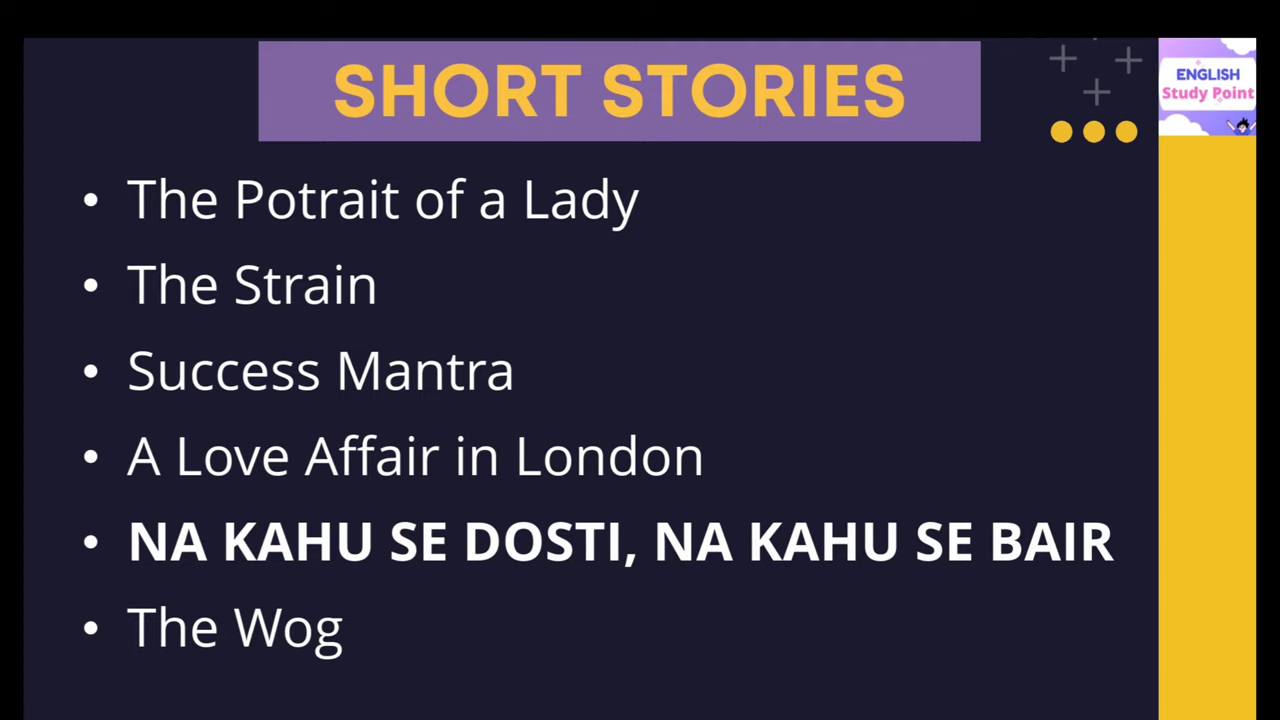 SHORT STORIES
ENGLISH
Study Point
• The Potrait of a Lady
• The Strain
• Success Mantra
• A Love Affair in London
• NA KAHU SE DOSTI, NA KAHU SE BAIR
• The Wog